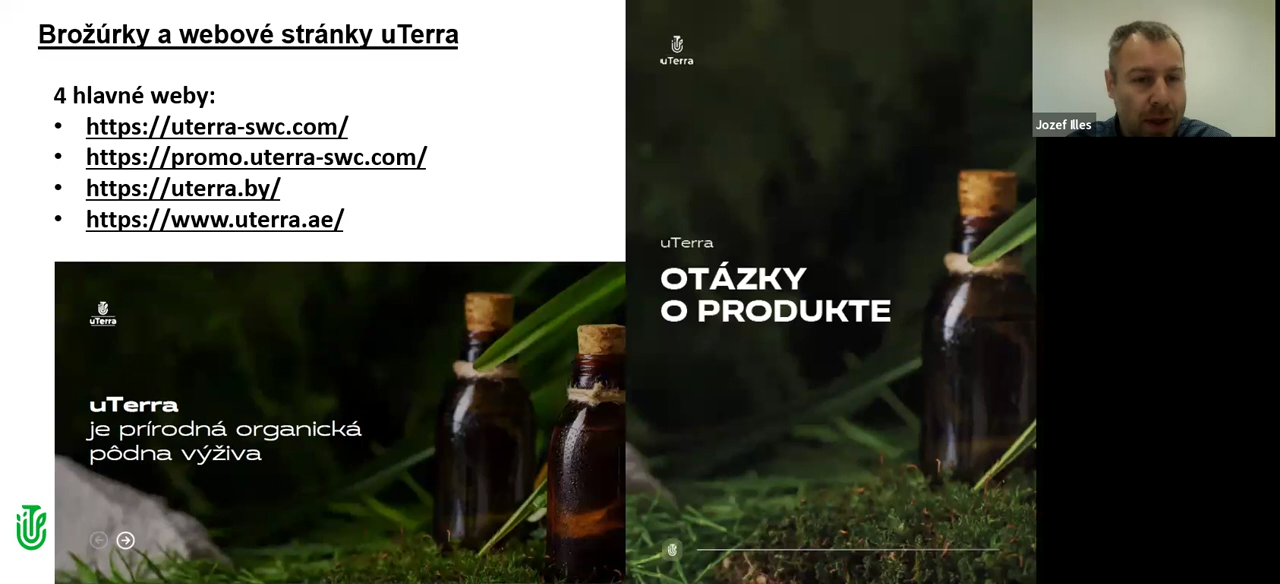 Brožúrky a webové stránky uTerra
4 hlavné weby:
• https://uterra-swc.com/
• https://promo.uterra-swc.com/
• https://uterra.by/
• https://www.uterra.ae/
uTerra
uTerra
je prírodná organická
pôdna výživa
uTerra
uTerra
OTÁZKY
O PRODUKTE
Jozef Illes